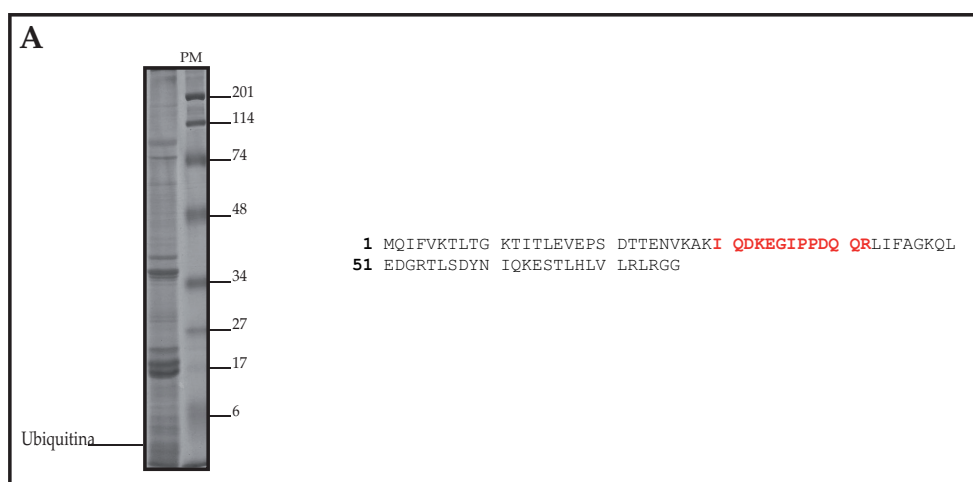 A
PM
201
114
74
48
34
27
17
6
Ubiquitina
1 MQIFVKTLTG KTITLEVEPS DTTENVKAKI QDKEGIPPDQ QRLIFAGKQL
51 EDGRTLSDYN IQKESTLHLV LRLRGG